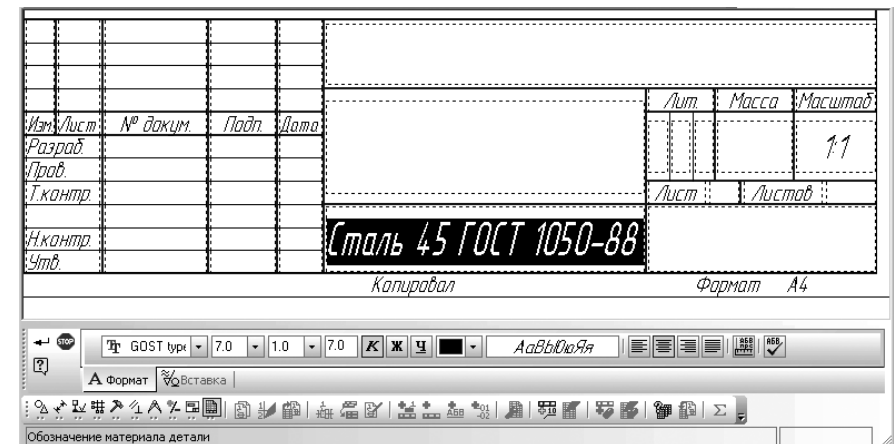 Лит. Масса Масштаб
Изм. Лист № докум. Подп. Дата
Разраб. 1:1
Пров.
Т.контр. Лист Листов
Н.контр. Сталь 45 ГОСТ 1050-88
Утв.
Копировал Формат А4
STOP GOST type 7.0 1.0 7.0 К Ж Ч АаВbЮюЯя
А Формат Вставка
Обозначение материала детали